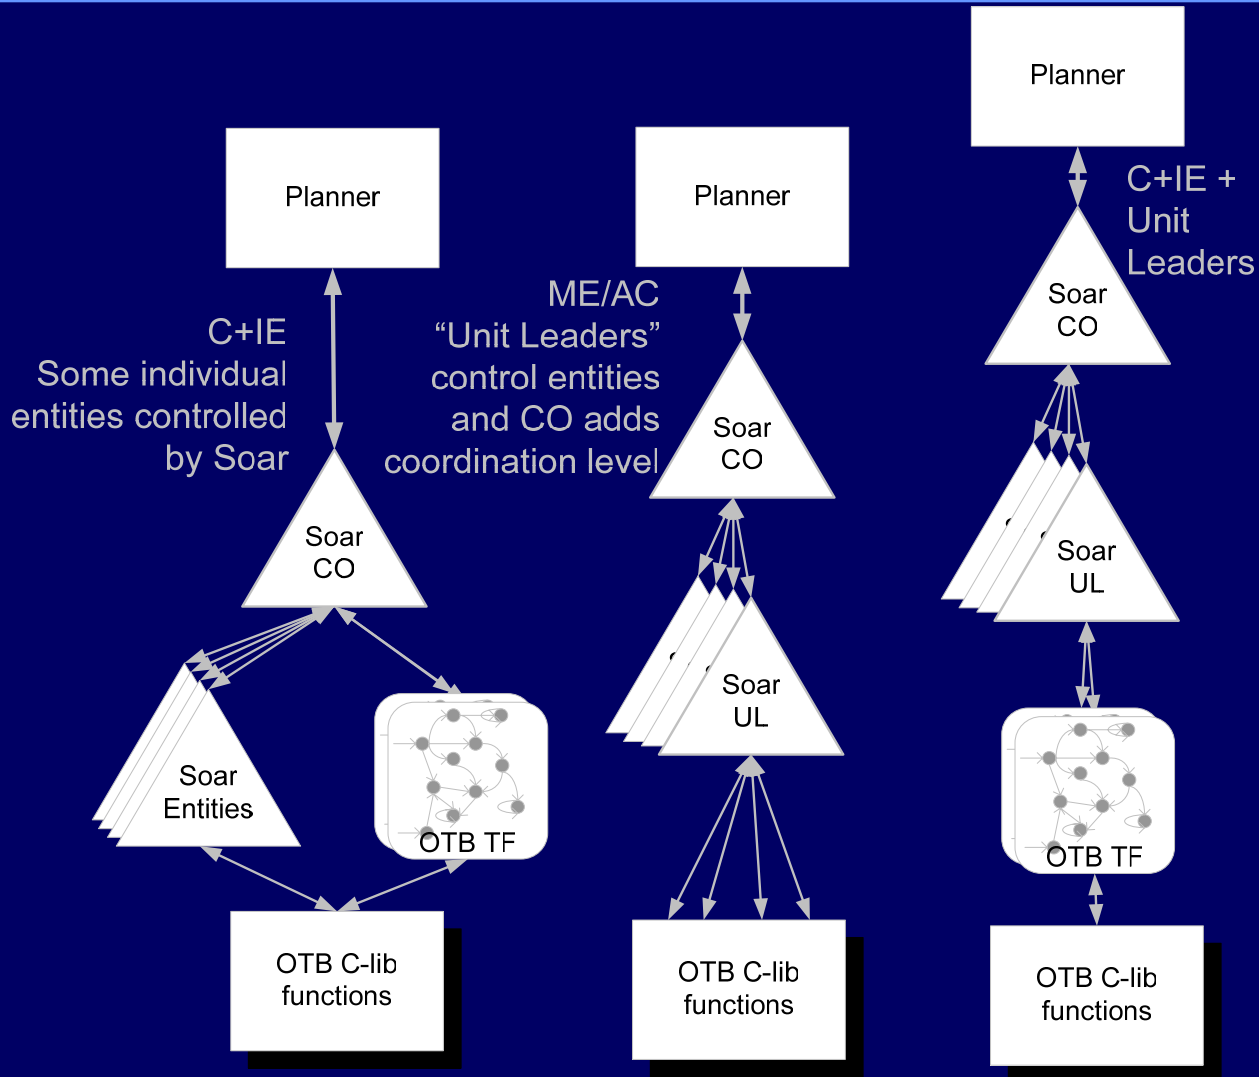 Planner
C+IE
Some individual
entities controlled
by Soar
Soar
CO
Soar
Entities
OTB TF
OTB C-lib
functions
Planner
ME/AC
“Unit Leaders”
control entities
and CO adds
coordination level
Soar
CO
Soar
UL
OTB C-lib
functions
Planner
C+IE +
Unit
Leaders
Soar
CO
Soar
UL
OTB TF
OTB C-lib
functions